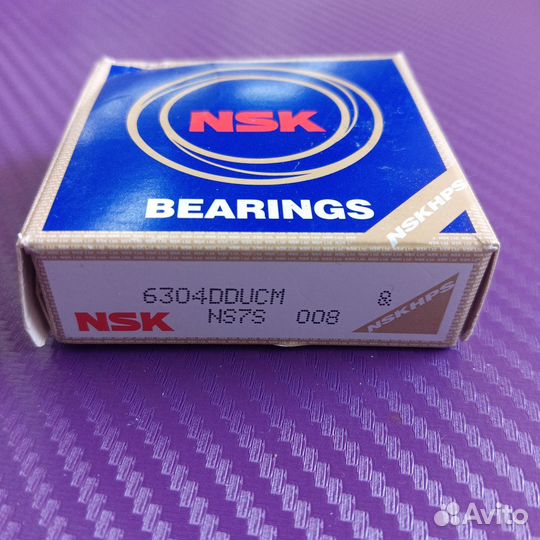 NSK
BEARINGS
NSKHPS
6304DDUCM &
NSK NS7S 008
NSKHPS
Avito